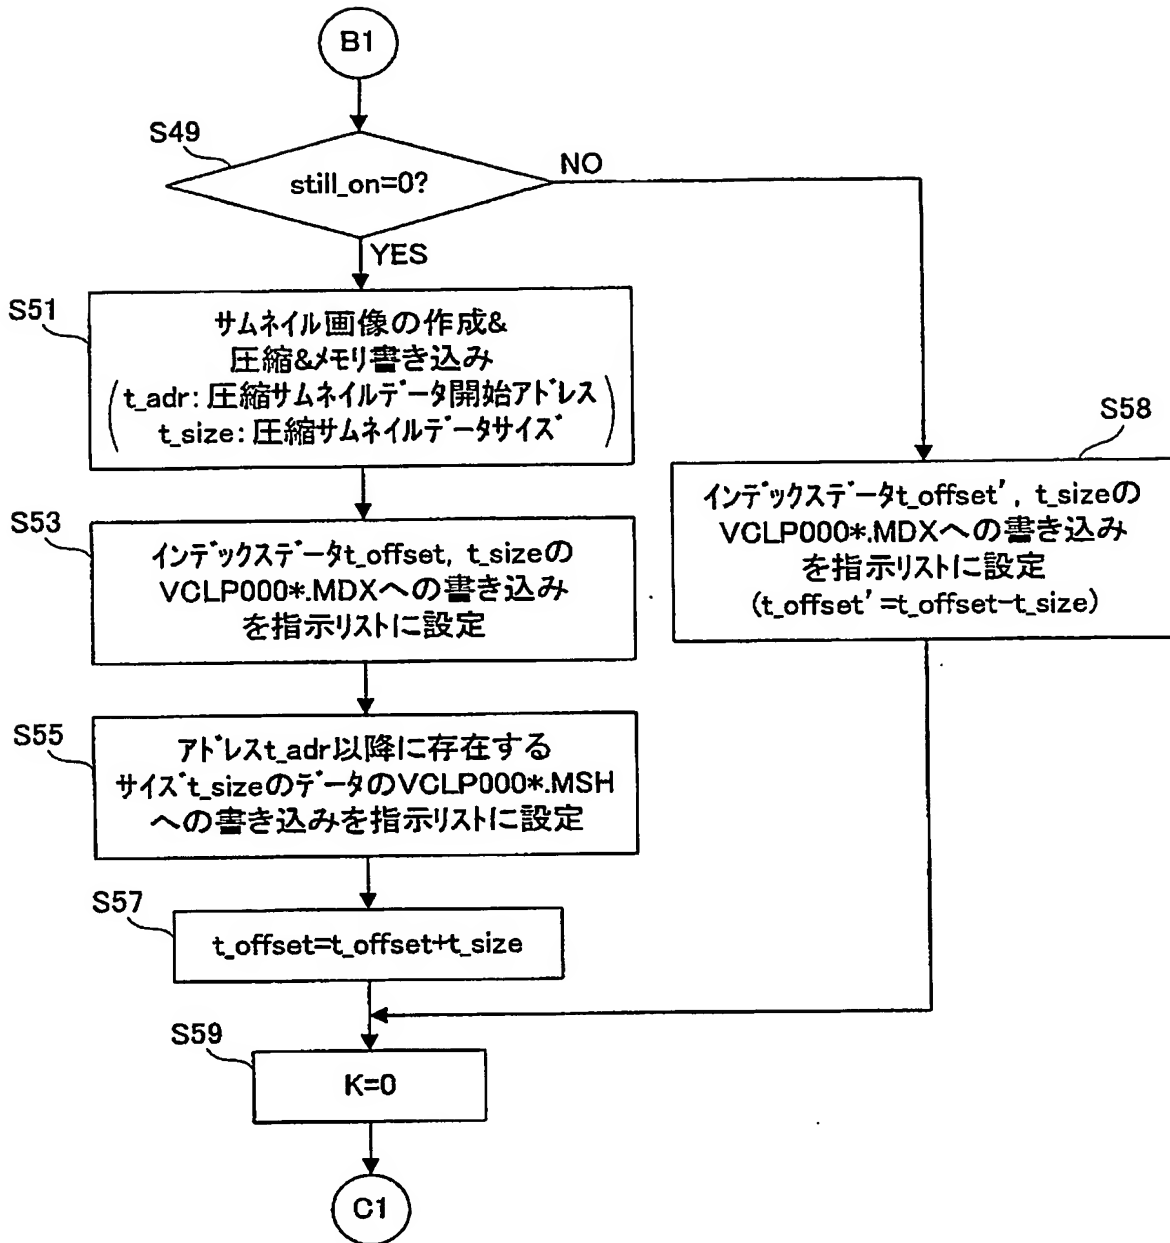 B1
S49
still_on=0?
NO
YES
S51
サムネイル画像の作成&
圧縮&メモリ書き込み
t_adr:圧縮サムネイルデータ開始アドレス
t_size:圧縮サムネイルデータサイズ
S53
インデックスデータt_offset, t_sizeの
VCLP000*.MDXへの書き込み
を指示リストに設定
S55
アドレスt_adr以降に存在する
サイズt_sizeのデータのVCLP000*.MSH
への書き込みを指示リストに設定
S57
t_offset=t_offset+t_size
S58
インデックスデータt_offset', t_sizeの
VCLP000*.MDXへの書き込み
を指示リストに設定
(t_offset'=t_offset-t_size)
S59
K=0
C1